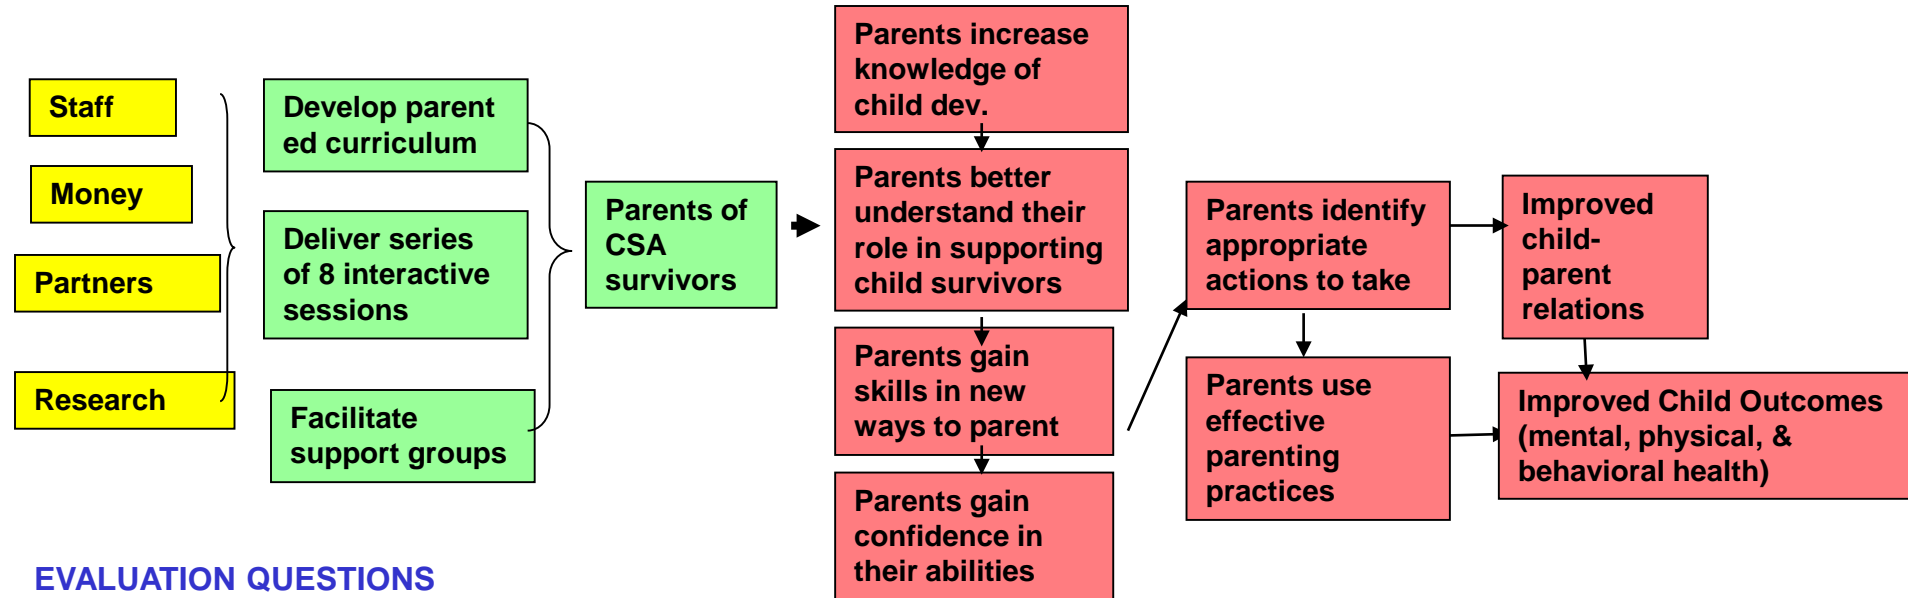 Staff
Money
Partners
Research
Develop parent
ed curriculum
Deliver series
of 8 interactive
sessions
Facilitate
support groups
Parents of
CSA
survivors
Parents increase
knowledge of
child dev.
Parents better
understand their
role in supporting
child survivors
Parents gain
skills in new
ways to parent
Parents gain
confidence in
their abilities
Parents identify
appropriate
actions to take
Parents use
effective
parenting
practices
Improved
child-
parent
relations
Improved Child Outcomes
(mental, physical, &
behavioral health)
EVALUATION QUESTIONS